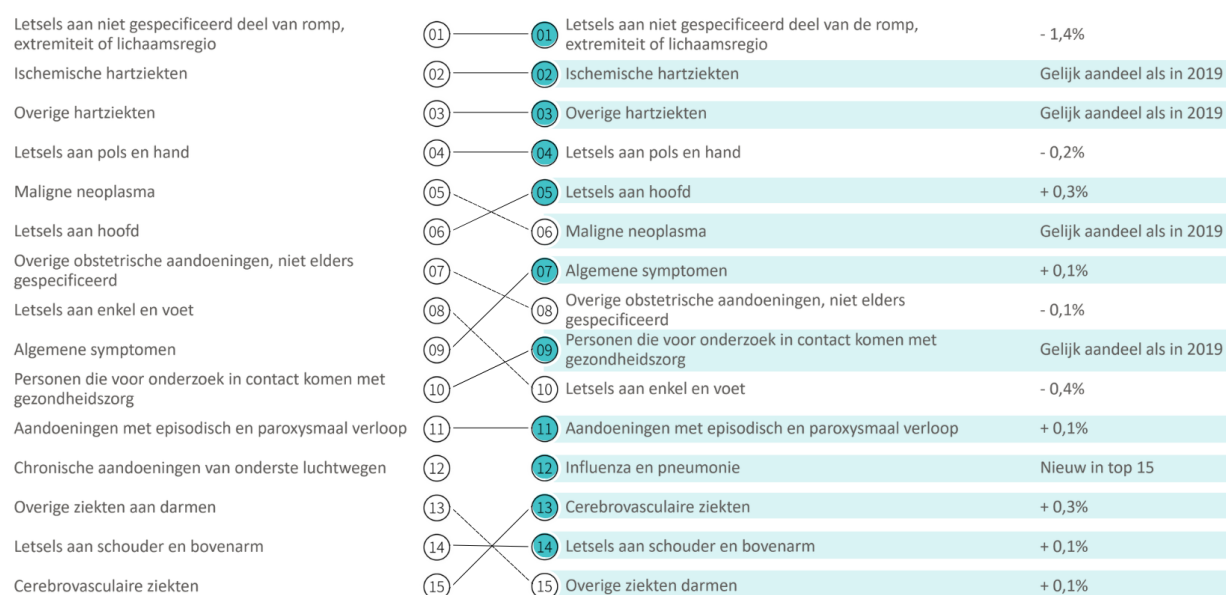 Letsels aan niet gespecificeerd deel van romp,
extremiteit of lichaamsregio
01
01
Letsels aan niet gespecificeerd deel van de romp,
extremiteit of lichaamsregio
- 1,4%
Ischemische hartziekten
02
02
Ischemische hartziekten
Gelijk aandeel als in 2019
Overige hartziekten
03
03
Overige hartziekten
Gelijk aandeel als in 2019
Letsels aan pols en hand
04
04
Letsels aan pols en hand
- 0,2%
Maligne neoplasma
05
05
Letsels aan hoofd
+ 0,3%
Letsels aan hoofd
06
06
Maligne neoplasma
Gelijk aandeel als in 2019
Overige obstetrische aandoeningen, niet elders
gespecificeerd
07
07
Algemene symptomen
+ 0,1%
Letsels aan enkel en voet
08
08
Overige obstetrische aandoeningen, niet elders
gespecificeerd
- 0,1%
Algemene symptomen
09
09
Personen die voor onderzoek in contact komen met
gezondheidszorg
Gelijk aandeel als in 2019
Personen die voor onderzoek in contact komen met
gezondheidszorg
10
10
Letsels aan enkel en voet
- 0,4%
Aandoeningen met episodisch en paroxysmaal verloop
11
11
Aandoeningen met episodisch en paroxysmaal verloop
+ 0,1%
Chronische aandoeningen van onderste luchtwegen
12
12
Influenza en pneumonie
Nieuw in top 15
Overige ziekten aan darmen
13
13
Cerebrovasculaire ziekten
+ 0,3%
Letsels aan schouder en bovenarm
14
14
Letsels aan schouder en bovenarm
+ 0,1%
Cerebrovasculaire ziekten
15
15
Overige ziekten darmen
+ 0,1%